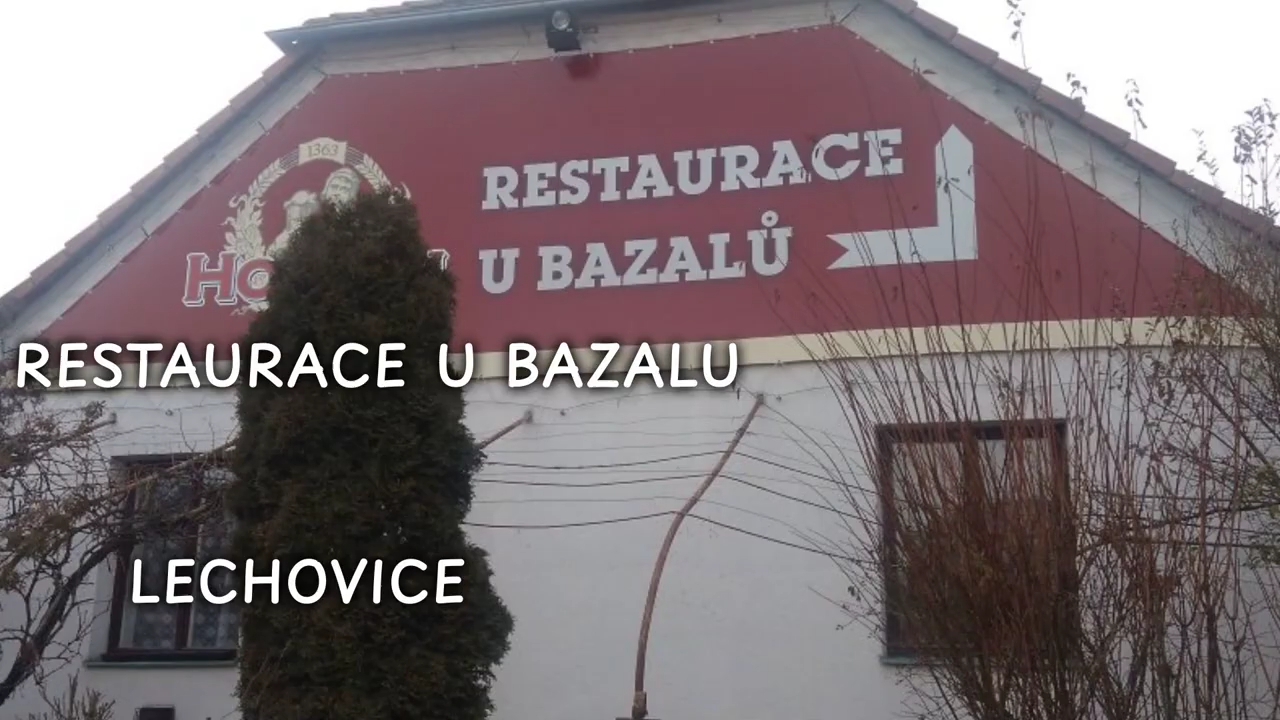 1363
RESTAURACE
U BAZALŮ
RESTAURACE U BAZALU
LECHOVICE